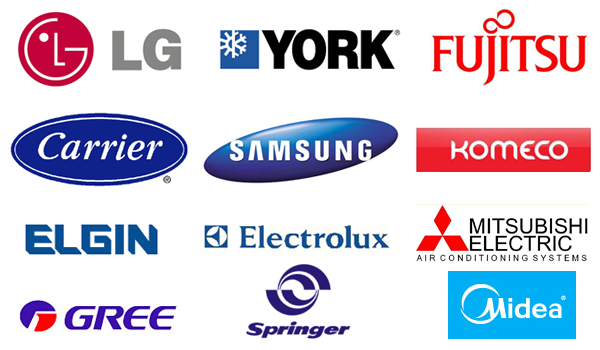 LG
YORK®
FUJITSU
Carrier
®
SAMSUNG
KOMECO
ELGIN
Electrolux
MITSUBISHI
ELECTRIC
AIR CONDITIONING SYSTEMS
GREE
Springer
Midea®